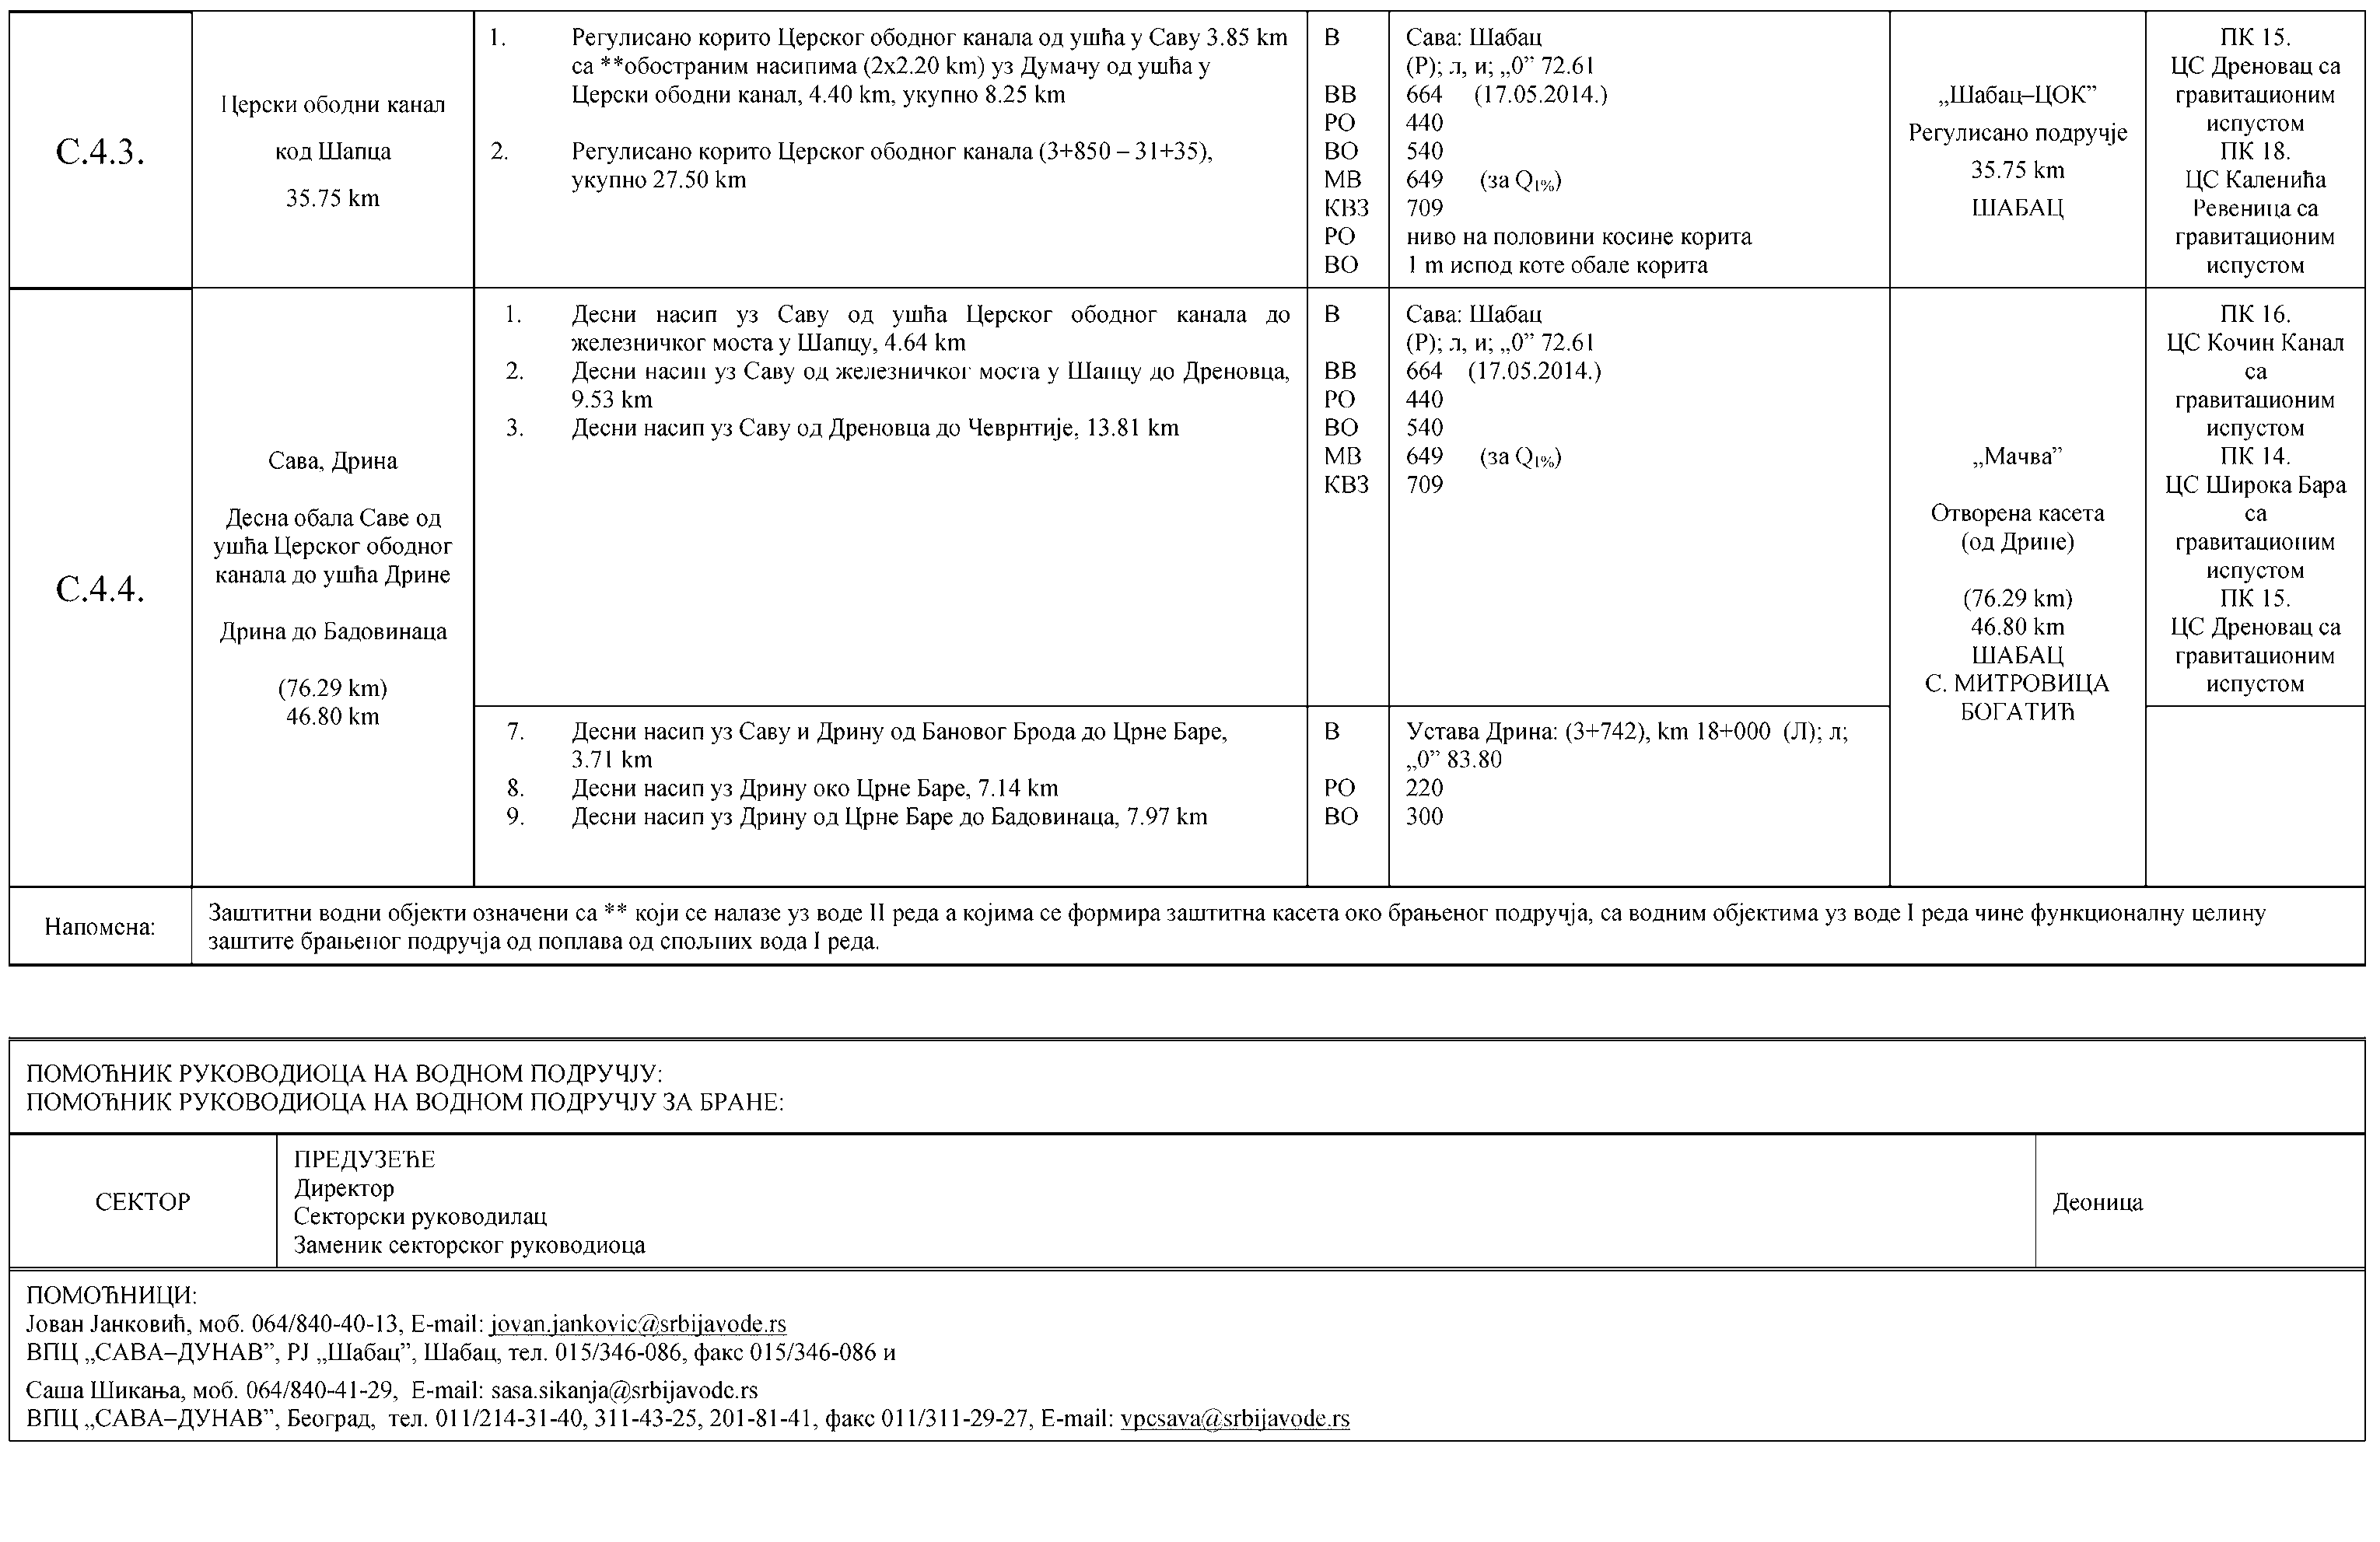 С.4.3.
Церски ободни канал
код Шапца
35.75 km
1. Регулисано корито Церског ободног канала од ушћа у Саву 3.85 km
са **обостраним насипима (2x2.20 km) уз Думачу од ушћа у
Церски ободни канал, 4.40 km, укупно 8.25 km
2. Регулисано корито Церског ободног канала (3+850 – 31+35),
укупно 27.50 km
В Сава: Шабац
(Р); л, и; „0” 72.61
ВВ 664 (17.05.2014.)
РО 440
ВО 540
МВ 649 (за Q1%)
КВЗ 709
РО ниво на половини косине корита
ВО 1 m испод коте обале корита
„Шабац–ЦОК”
Регулисано подручје
35.75 km
ШАБАЦ
ПК 15.
ЦС Дреновац са
гравитационим
испустом
ПК 18.
ЦС Каленића
Ревеница са
гравитационим
испустом
С.4.4.
Сава, Дрина
Десна обала Саве од
ушћа Церског ободног
канала до ушћа Дрине
Дрина до Бадовинаца
(76.29 km)
46.80 km
1. Десни насип уз Саву од ушћа Церског ободног канала до
железничког моста у Шапцу, 4.64 km
2. Десни насип уз Саву од железничког моста у Шапцу до Дреновца,
9.53 km
3. Десни насип уз Саву од Дреновца до Чеврнтије, 13.81 km
В Сава: Шабац
(Р); л, и; „0” 72.61
ВВ 664 (17.05.2014.)
РО 440
ВО 540
МВ 649 (за Q1%)
КВЗ 709
„Мачва”
Отворена касета
(од Дрине)
(76.29 km)
46.80 km
ШАБАЦ
С. МИТРОВИЦА
БОГАТИЋ
ПК 16.
ЦС Кочин Канал
са
гравитационим
испустом
ПК 14.
ЦС Широка Бара
са
гравитационим
испустом
ПК 15.
ЦС Дреновац са
гравитационим
испустом
7. Десни насип уз Саву и Дрину од Бановог Брода до Црне Баре,
3.71 km
8. Десни насип уз Дрину око Црне Баре, 7.14 km
9. Десни насип уз Дрину од Црне Баре до Бадовинаца, 7.97 km
В Устава Дрина: (3+742), km 18+000 (Л); л;
„0” 83.80
РО 220
ВО 300
Напомена:
Заштитни водни објекти означени са ** који се налазе уз воде II реда а којима се формира заштитна касета око брањеног подручја, са водним објектима уз воде I реда чине функционалну целину
заштите брањеног подручја од поплава од спољних вода I реда.
ПОМОЋНИК РУКОВОДИОЦА НА ВОДНОМ ПОДРУЧЈУ:
ПОМОЋНИК РУКОВОДИОЦА НА ВОДНОМ ПОДРУЧЈУ ЗА БРАНЕ:
СЕКТОР
ПРЕДУЗЕЋЕ
Директор
Секторски руководилац
Заменик секторског руководиоца
Деоница
ПОМОЋНИЦИ:
Јован Јанковић, моб. 064/840-40-13, E-mail: jovan.jankovic@srbijavode.rs
ВПЦ „САВА–ДУНАВ”, РЈ „Шабац”, Шабац, тел. 015/346-086, факс 015/346-086 и
Саша Шикања, моб. 064/840-41-29, E-mail: sasa.sikanja@srbijavode.rs
ВПЦ „САВА–ДУНАВ”, Београд, тел. 011/214-31-40, 311-43-25, 201-81-41, факс 011/311-29-27, E-mail: vpcsava@srbijavode.rs